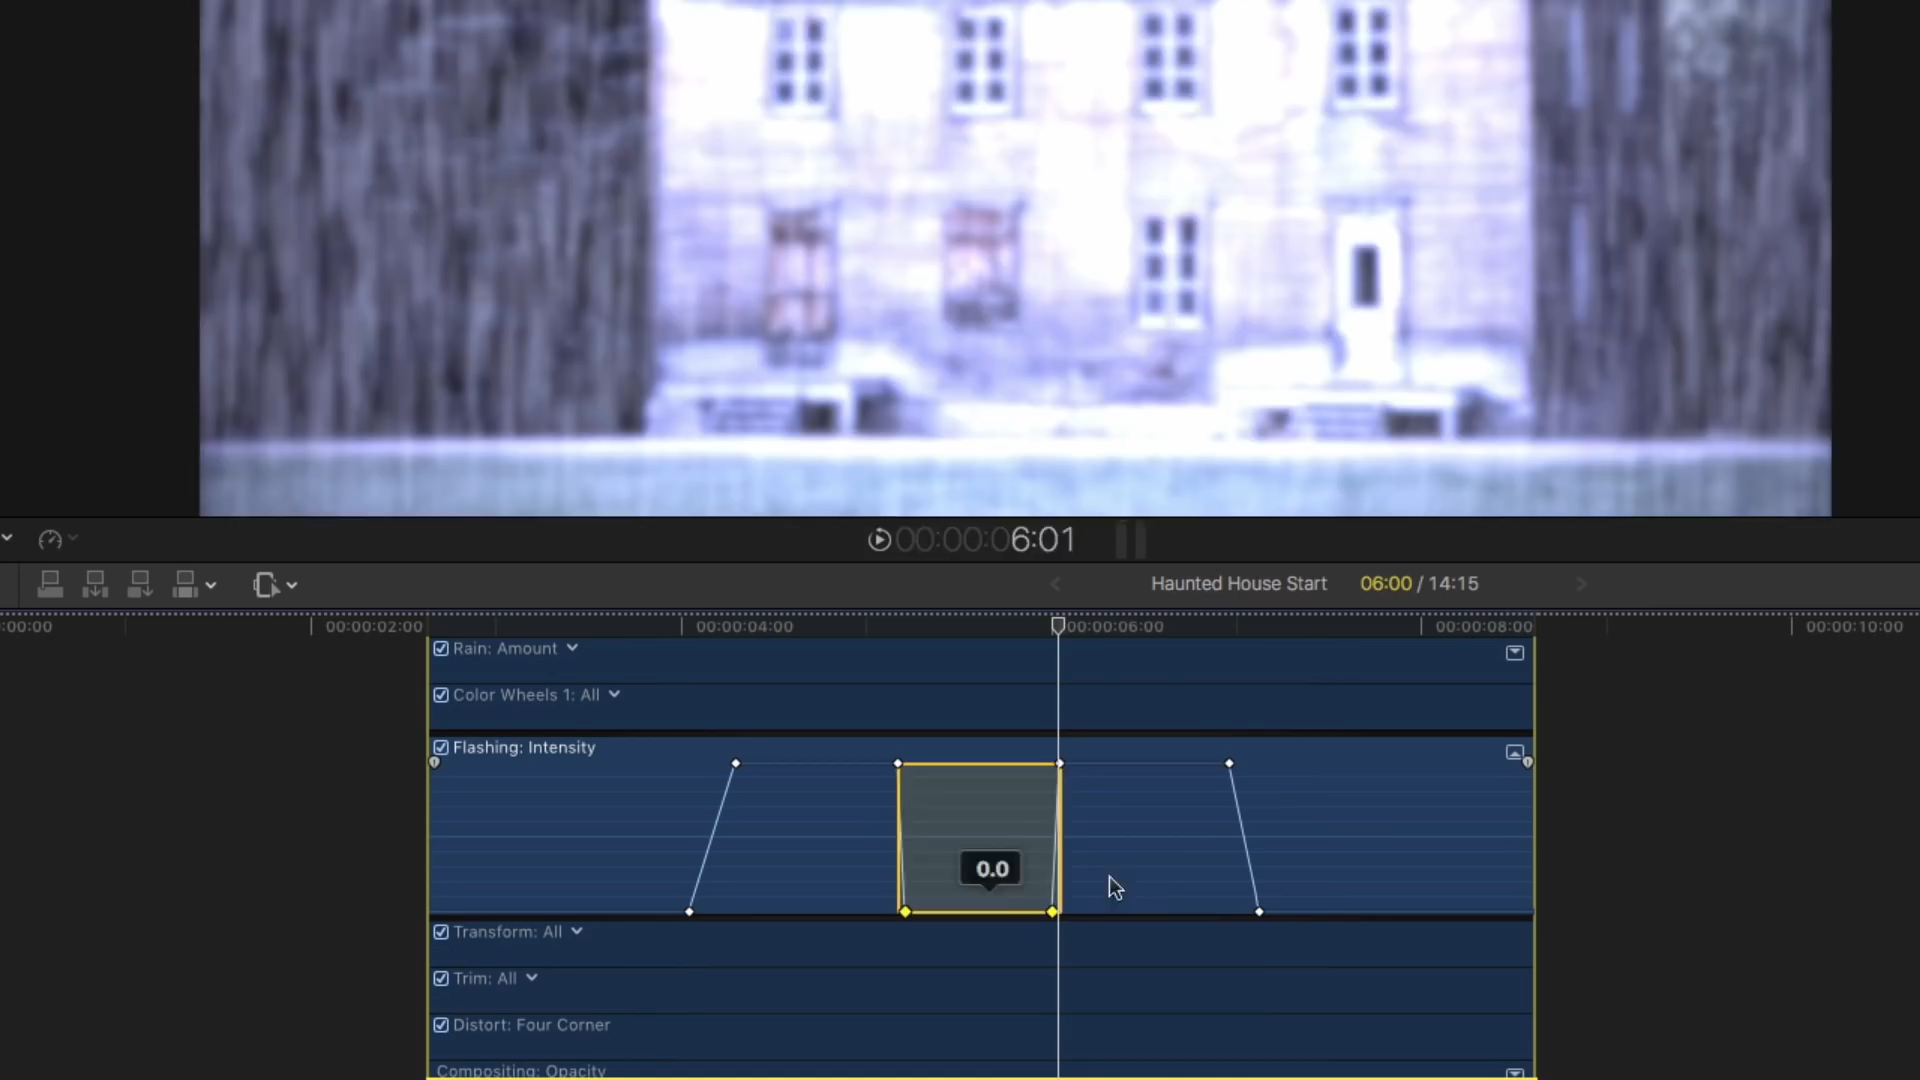 00:00:06:01
Haunted House Start 06:00 / 14:15
:00:00 00:00:02:00 00:00:04:00 00:00:06:00 00:00:08:00 00:00:10:00
Rain: Amount
Color Wheels 1: All
Flashing: Intensity
0.0
Transform: All
Trim: All
Distort: Four Corner
Compositing: Opacity